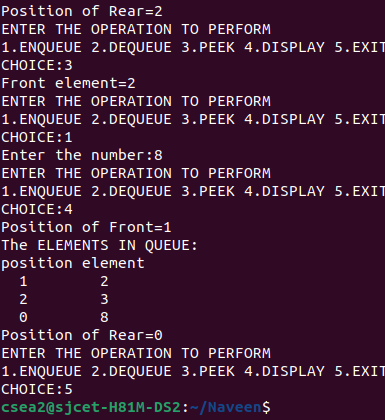 Position of Rear=2
ENTER THE OPERATION TO PERFORM
1.ENQUEUE 2.DEQUEUE 3.PEEK 4.DISPLAY 5.EXIT
CHOICE:3
Front element=2
ENTER THE OPERATION TO PERFORM
1.ENQUEUE 2.DEQUEUE 3.PEEK 4.DISPLAY 5.EXIT
CHOICE:1
Enter the number:8
ENTER THE OPERATION TO PERFORM
1.ENQUEUE 2.DEQUEUE 3.PEEK 4.DISPLAY 5.EXIT
CHOICE:4
Position of Front=1
The ELEMENTS IN QUEUE:
position element
1 2
2 3
0 8
Position of Rear=0
ENTER THE OPERATION TO PERFORM
1.ENQUEUE 2.DEQUEUE 3.PEEK 4.DISPLAY 5.EXIT
CHOICE:5
csea2@sjcet-H81M-DS2:~/Naveen$